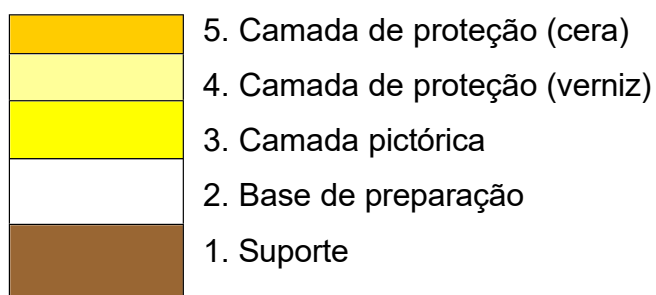 5. Camada de proteção (cera)
4. Camada de proteção (verniz)
3. Camada pictórica
2. Base de preparação
1. Suporte